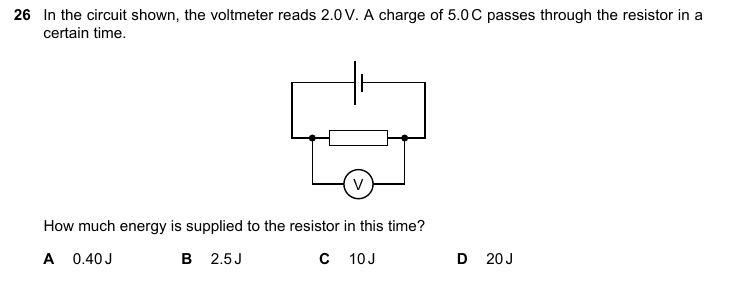 26 In the circuit shown, the voltmeter reads 2.0 V. A charge of 5.0 C passes through the resistor in a
certain time.
V
How much energy is supplied to the resistor in this time?
A 0.40 J B 2.5 J C 10 J D 20 J